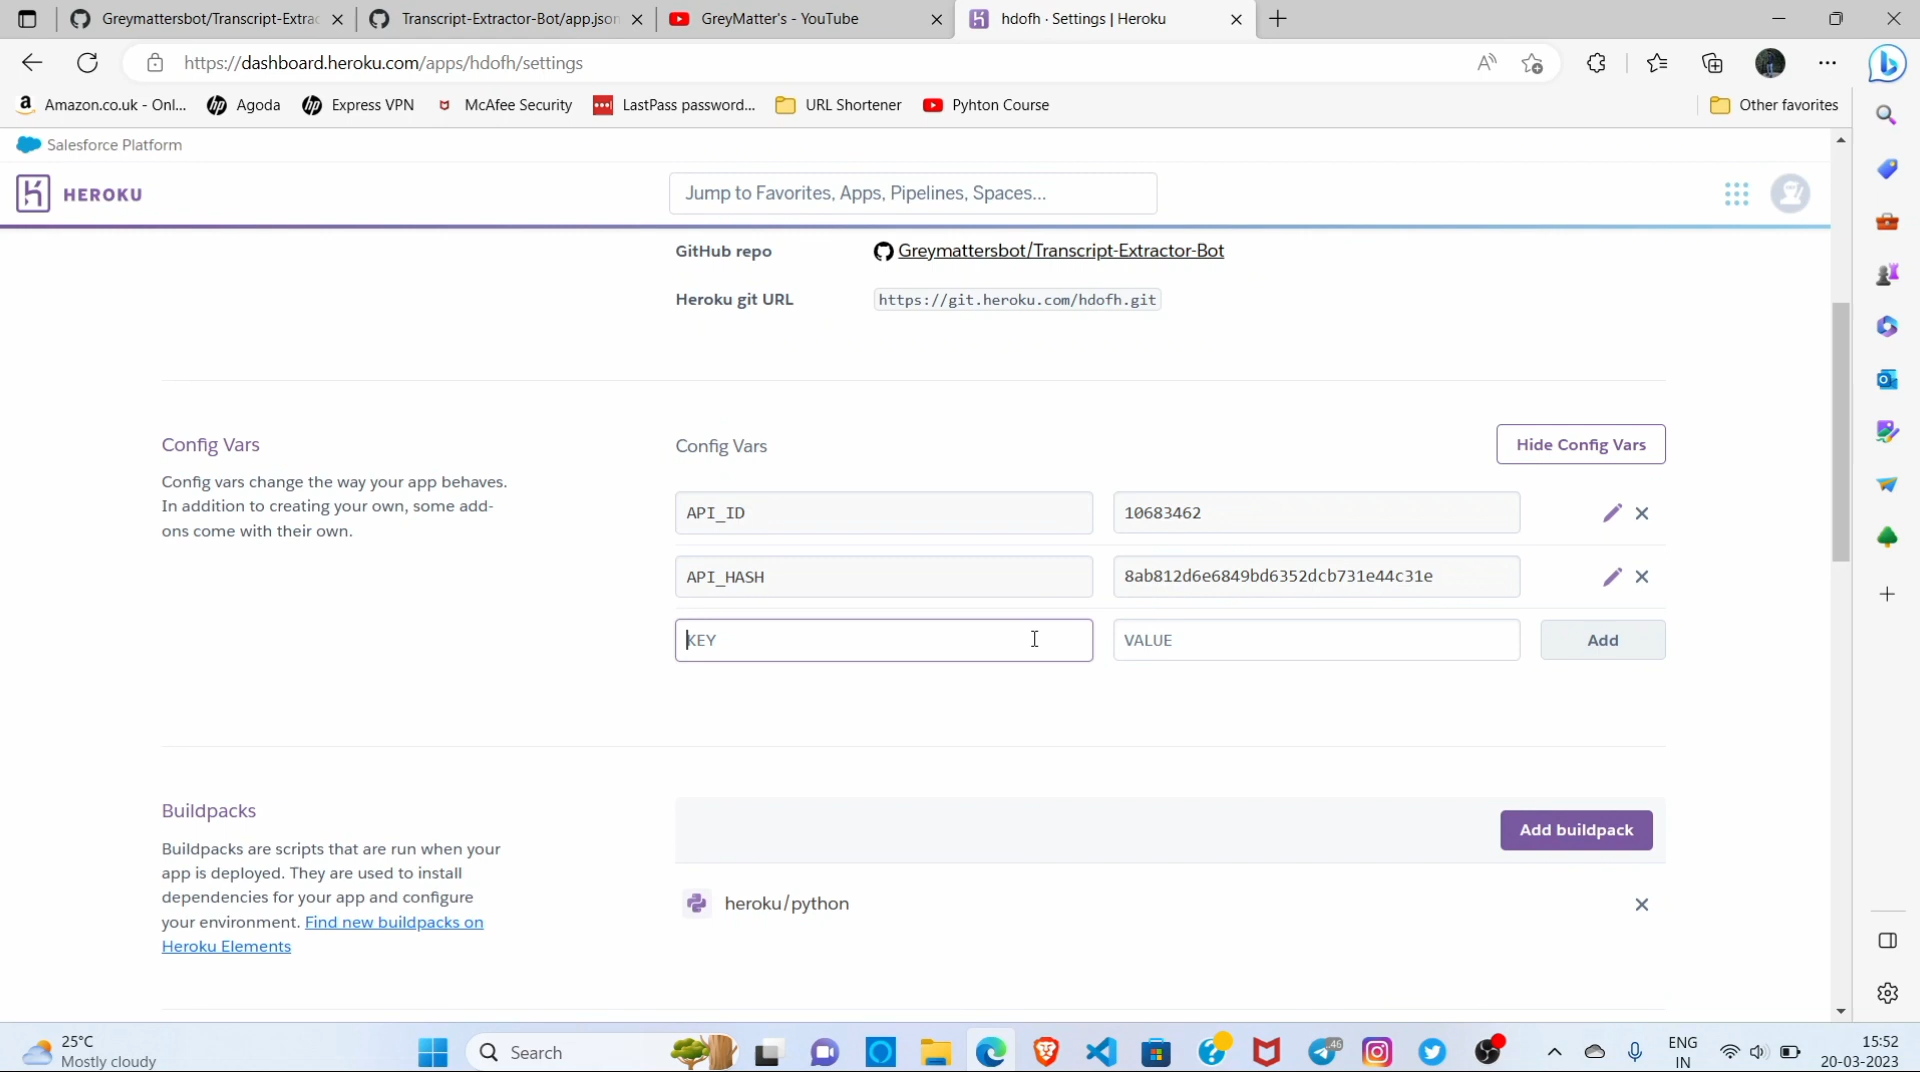 Greymattersbot/Transcript-Extrac
Transcript-Extractor-Bot/app.json
GreyMatter's - YouTube
hdofh · Settings | Heroku
https://dashboard.heroku.com/apps/hdofh/settings
Amazon.co.uk - Onl...
Agoda
Express VPN
McAfee Security
LastPass password...
URL Shortener
Pyhton Course
Other favorites
Salesforce Platform
HEROKU
Jump to Favorites, Apps, Pipelines, Spaces...
GitHub repo
Greymattersbot/Transcript-Extractor-Bot
Heroku git URL
https://git.heroku.com/hdofh.git
Config Vars
Config vars change the way your app behaves.
In addition to creating your own, some add-
ons come with their own.
Config Vars
Hide Config Vars
API_ID
10683462
API_HASH
8ab812d6e6849bd6352dcb731e44c31e
KEY
VALUE
Add
Buildpacks
Buildpacks are scripts that are run when your
app is deployed. They are used to install
dependencies for your app and configure
your environment. Find new buildpacks on
Heroku Elements
Add buildpack
heroku/python
25°C
Mostly cloudy
Search
46
ENG
IN
15:52
20-03-2023